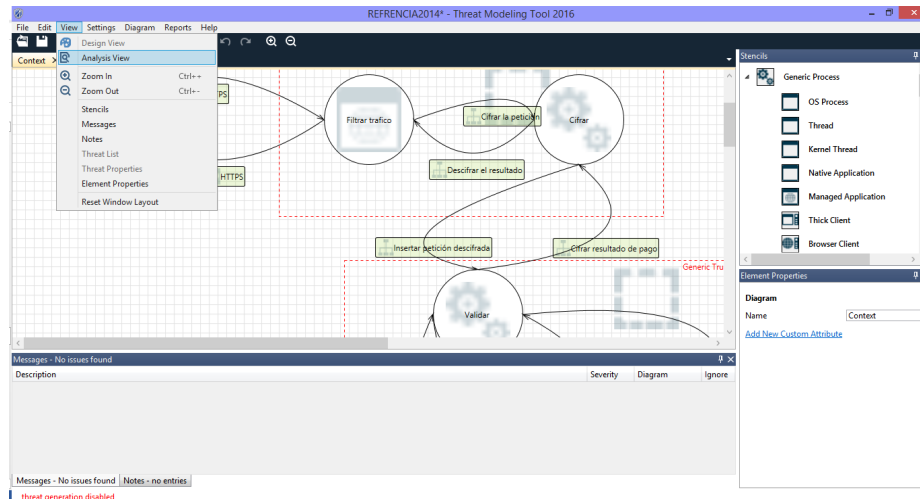 REFRENCIA2014* - Threat Modeling Tool 2016
File Edit View Settings Diagram Reports Help
Context
Design View
Analysis View
Zoom In Ctrl++
Zoom Out Ctrl+-
Stencils
Messages
Notes
Threat List
Threat Properties
Element Properties
Reset Window Layout
PS
HTTPS
Filtrar trafico
Cifrar la petición
Cifrar
Descifrar el resultado
Insertar petición descifrada
Cifrar resultado de pago
Generic Tru
Validar
Stencils
Generic Process
OS Process
Thread
Kernel Thread
Native Application
Managed Application
Thick Client
Browser Client
Element Properties
Diagram
Name Context
Add New Custom Attribute
Messages - No issues found
Description Severity Diagram Ignore
Messages - No issues found Notes - no entries
threat generation disabled